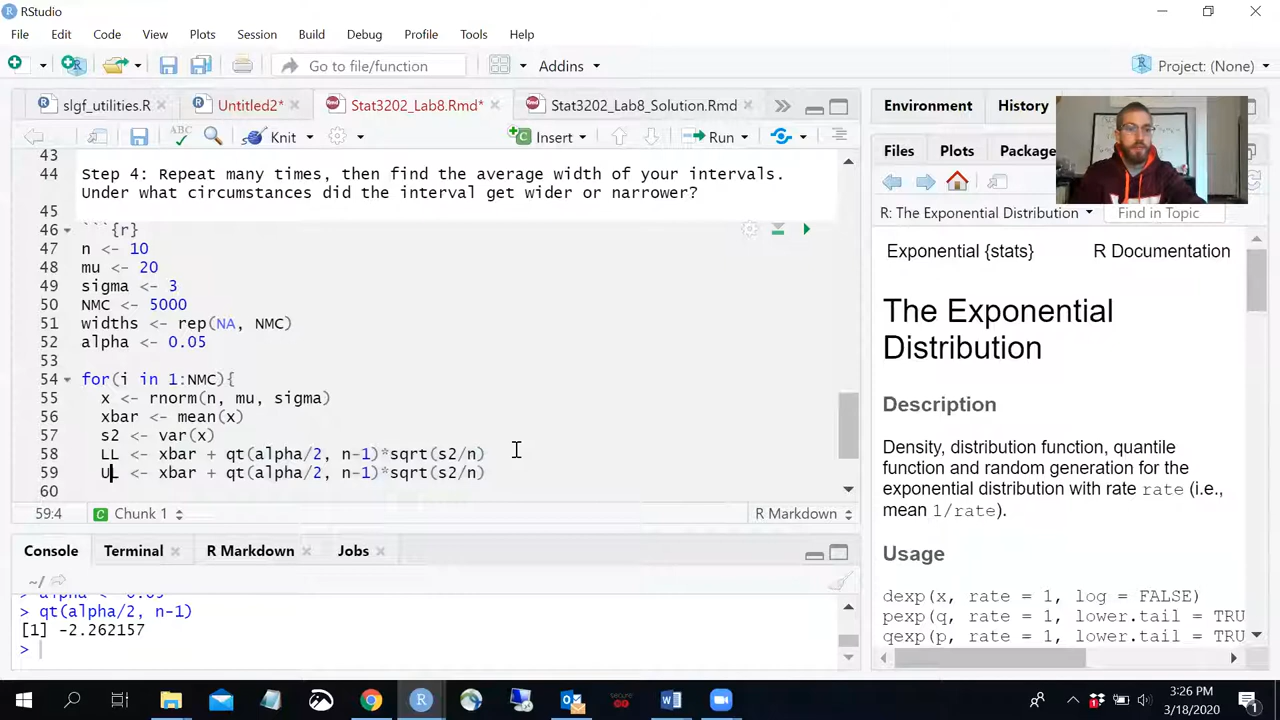 RStudio
File Edit Code View Plots Session Build Debug Profile Tools Help
Go to file/function Addins Project: (None)
slgf_utilities.R Untitled2* Stat3202_Lab8.Rmd* Stat3202_Lab8_Solution.Rmd
ABC Knit Insert Run
43
44 Step 4: Repeat many times, then find the average width of your intervals.
Under what circumstances did the interval get wider or narrower?
45
46 ```{r}
47 n <- 10
48 mu <- 20
49 sigma <- 3
50 NMC <- 5000
51 widths <- rep(NA, NMC)
52 alpha <- 0.05
53
54 for(i in 1:NMC){
55 x <- rnorm(n, mu, sigma)
56 xbar <- mean(x)
57 s2 <- var(x)
58 LL <- xbar + qt(alpha/2, n-1)*sqrt(s2/n)
59 UL <- xbar + qt(alpha/2, n-1)*sqrt(s2/n)
60
59:4 Chunk 1 R Markdown
Console Terminal R Markdown Jobs
~/
> alpha <- 0.05
> qt(alpha/2, n-1)
[1] -2.262157
>
Environment History
Files Plots Package
R: The Exponential Distribution Find in Topic
Exponential {stats} R Documentation
The Exponential
Distribution
Description
Density, distribution function, quantile
function and random generation for the
exponential distribution with rate rate (i.e.,
mean 1/rate).
Usage
dexp(x, rate = 1, log = FALSE)
pexp(q, rate = 1, lower.tail = TRU
qexp(p, rate = 1, lower.tail = TRU
3:26 PM
3/18/2020